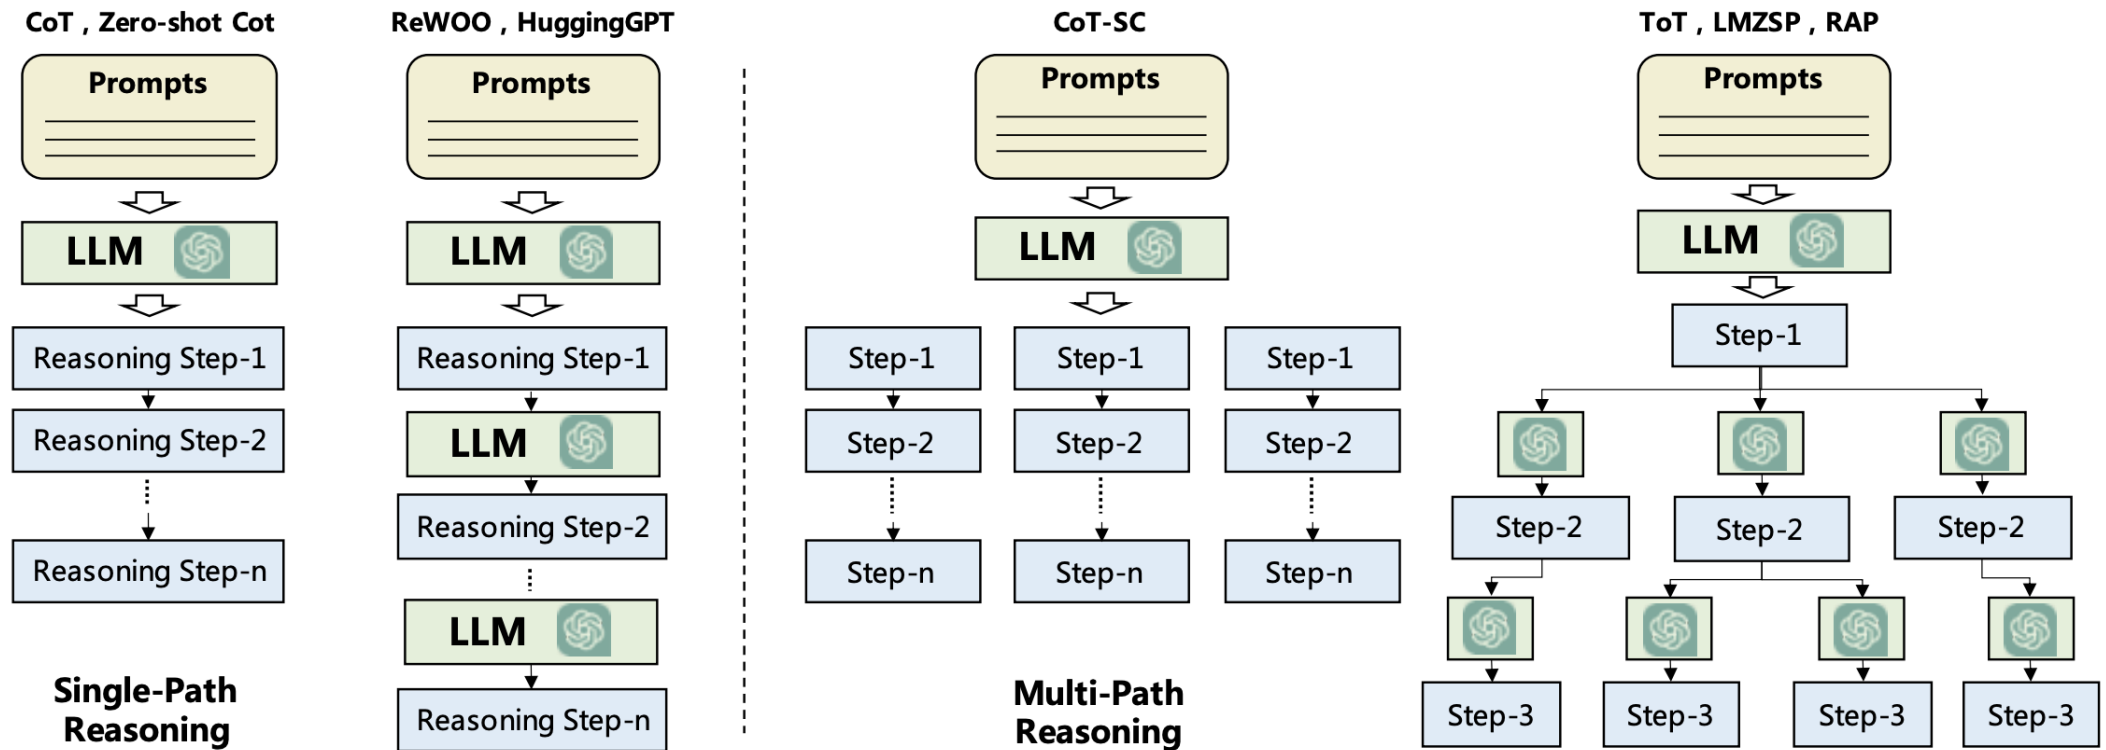 CoT , Zero-shot Cot
Prompts
LLM
Reasoning Step-1
Reasoning Step-2
Reasoning Step-n
ReWOO , HuggingGPT
Prompts
LLM
Reasoning Step-1
LLM
Reasoning Step-2
LLM
Reasoning Step-n
Single-Path
Reasoning
CoT-SC
Prompts
LLM
Step-1 Step-1 Step-1
Step-2 Step-2 Step-2
Step-n Step-n Step-n
ToT , LMZSP , RAP
Prompts
LLM
Step-1
Step-2 Step-2 Step-2
Step-3 Step-3 Step-3 Step-3
Multi-Path
Reasoning